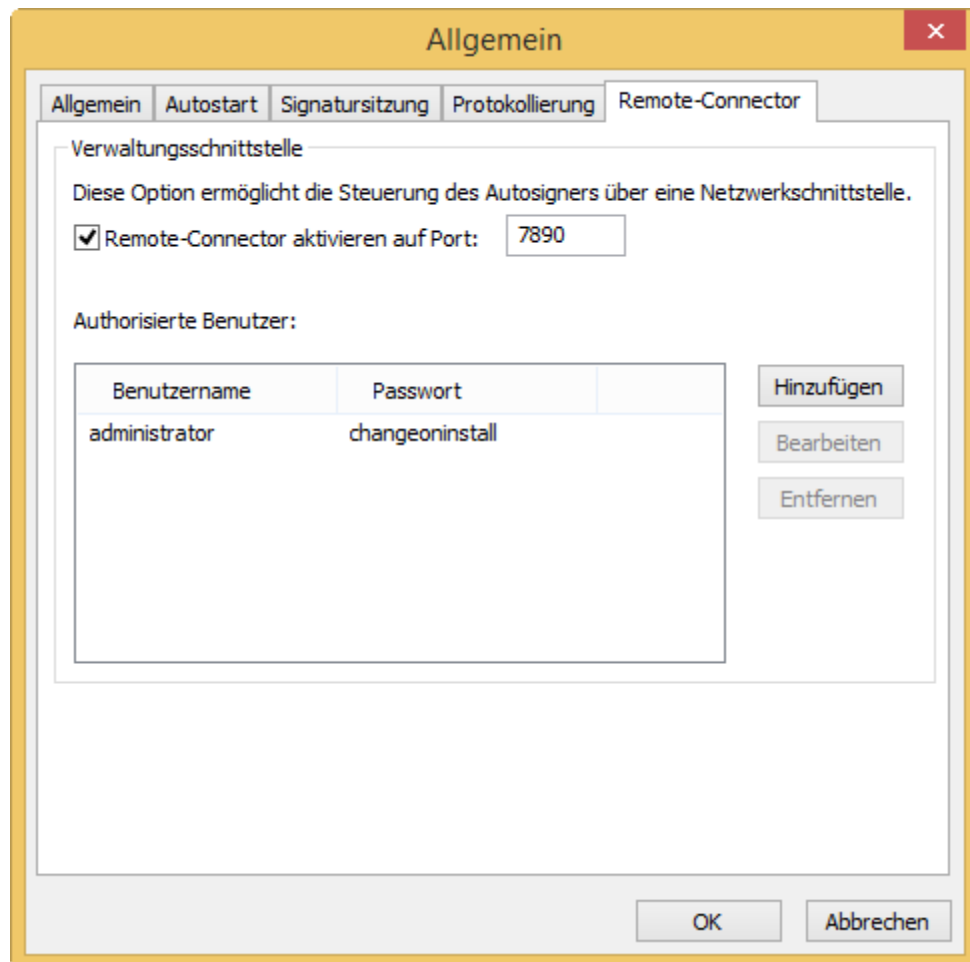 Allgemein
Allgemein Autostart Signatursitzung Protokollierung Remote-Connector
Verwaltungsschnittstelle
Diese Option ermöglicht die Steuerung des Autosigners über eine Netzwerkschnittstelle.
Remote-Connector aktivieren auf Port: 7890
Authorisierte Benutzer:
Benutzername Passwort
Hinzufügen
administrator changeoninstall
Bearbeiten
Entfernen
OK Abbrechen